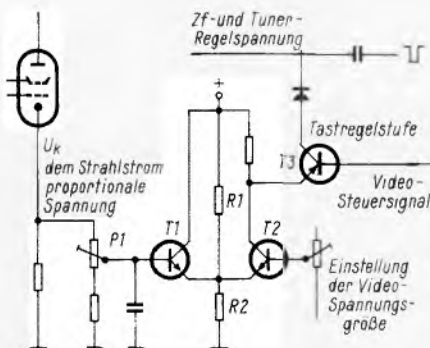 Zf- und Tuner-
Regelspannung
+
Tastregelstufe
T3
Video-
Steuersignal
UK
dem Strahlstrom
proportionale
Spannung
P1
T1
R1
T2
R2
Einstellung
der Video-
Spannungs-
größe